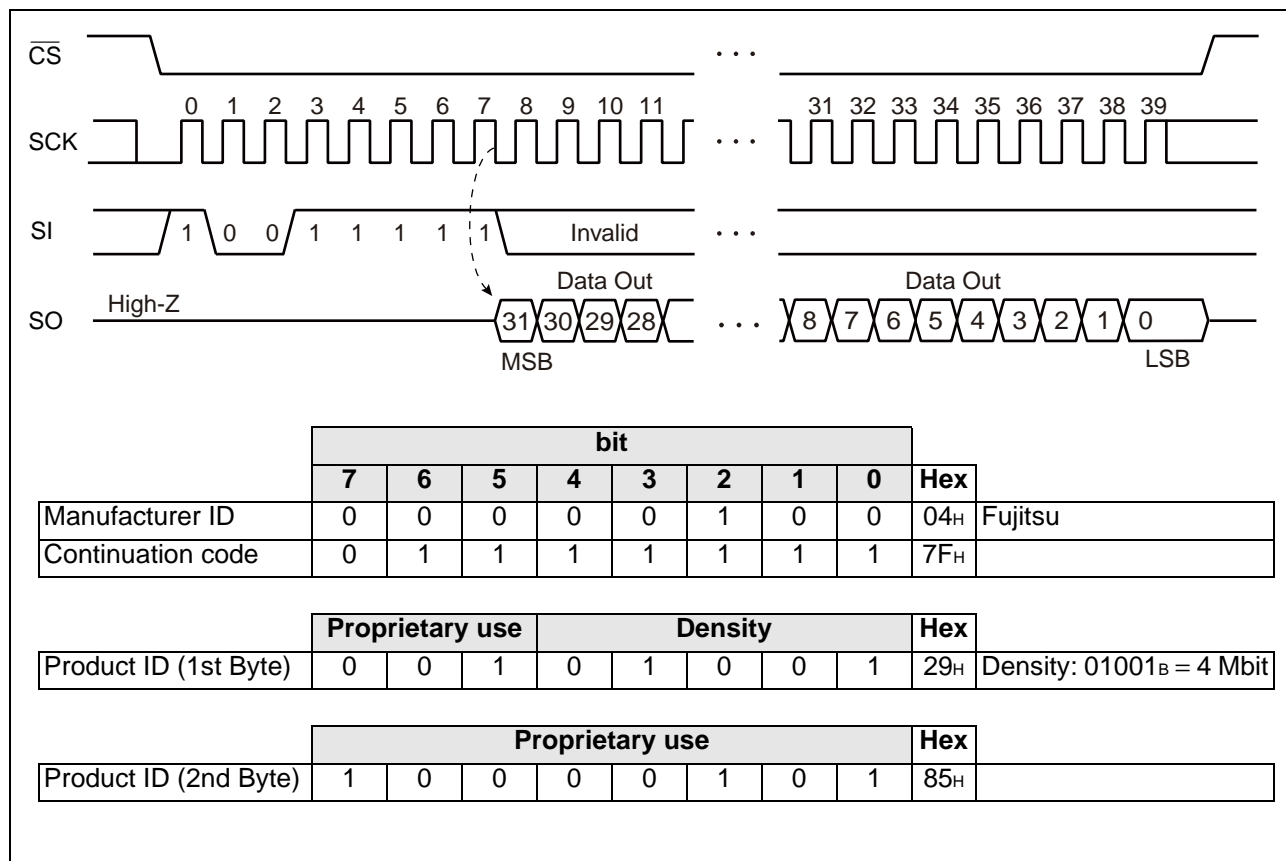 CS
• • •
0 1 2 3 4 5 6 7 8 9 10 11 31 32 33 34 35 36 37 38 39
SCK • • •
SI 1 0 0 1 1 1 1 1 Invalid • • •
Data Out Data Out
High-Z
SO 31 30 29 28 • • • 8 7 6 5 4 3 2 1 0
MSB LSB
bit
7 6 5 4 3 2 1 0 Hex
Manufacturer ID 0 0 0 0 0 1 0 0 04H Fujitsu
Continuation code 0 1 1 1 1 1 1 1 7FH
Proprietary use Density Hex
Product ID (1st Byte) 0 0 1 0 1 0 0 1 29H Density: 01001B = 4 Mbit
Proprietary use Hex
Product ID (2nd Byte) 1 0 0 0 0 1 0 1 85H